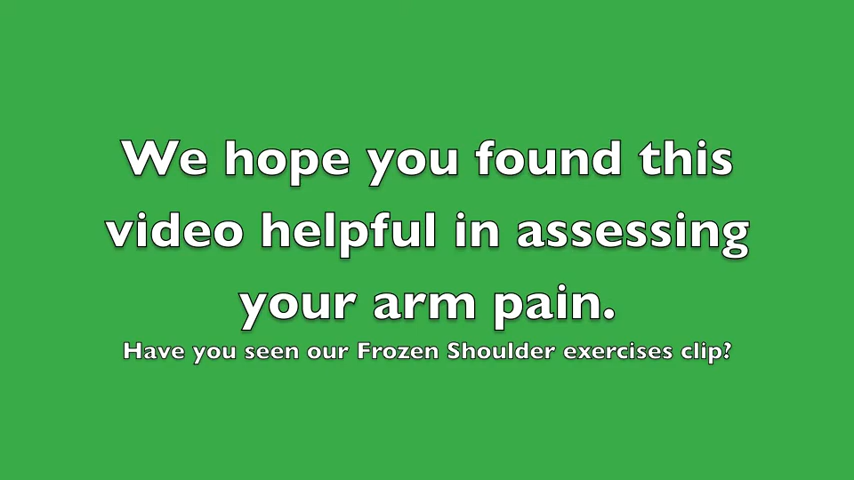 We hope you found this
video helpful in assessing
your arm pain.
Have you seen our Frozen Shoulder exercises clip?